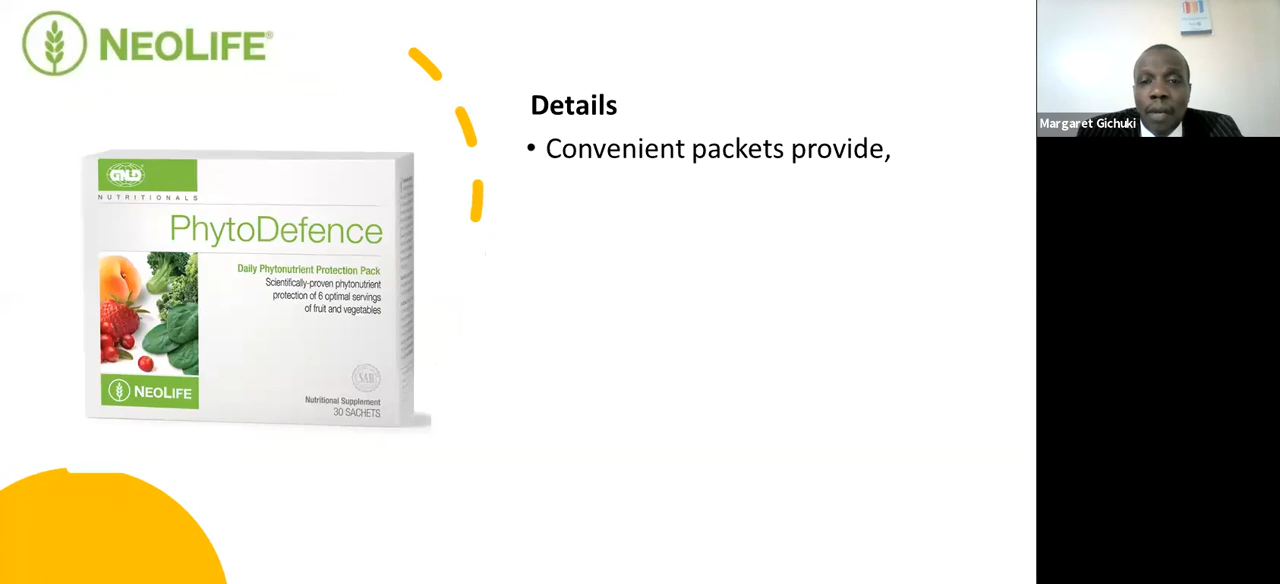 NEOLIFE®
Details
• Convenient packets provide,
GNLD
NUTRITIONALS
PhytoDefence
Daily Phytonutrient Protection Pack
Scientifically-proven phytonutrient
protection of 6 optimal servings
of fruit and vegetables
SAB
NEOLIFE
Nutritional Supplement
30 SACHETS
Margaret Gichuki